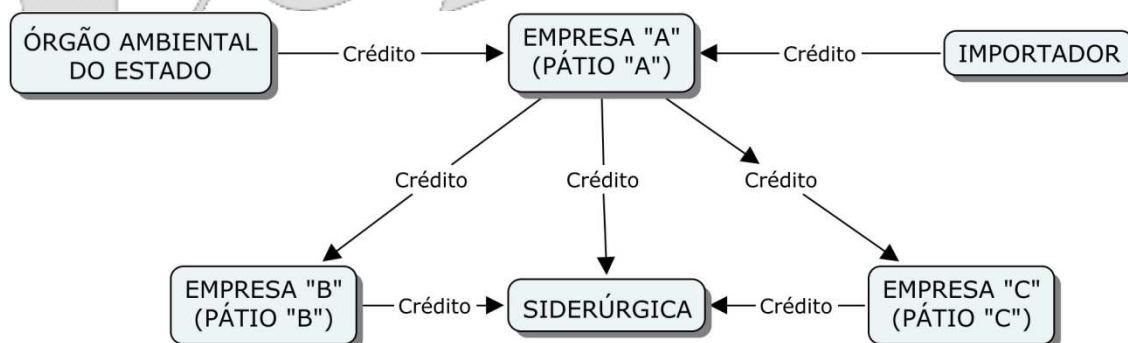 ÓRGÃO AMBIENTAL
DO ESTADO
Crédito
EMPRESA "A"
(PÁTIO "A")
Crédito
IMPORTADOR
Crédito
Crédito
Crédito
EMPRESA "B"
(PÁTIO "B")
Crédito
SIDERÚRGICA
Crédito
EMPRESA "C"
(PÁTIO "C")